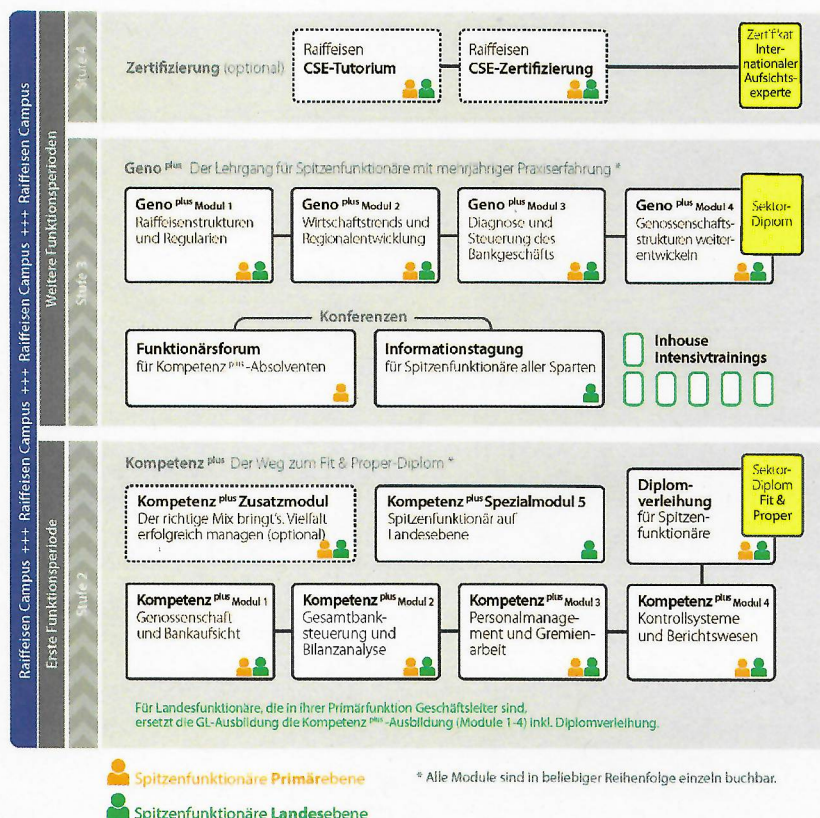 Raiffeisen Campus +++ Raiffeisen Campus +++ Raiffeisen Campus +++ Raiffeisen Campus
Weitere Funktionsperioden
Stufe 4
Zertifizierung (optional)
Raiffeisen
CSE-Tutorium
Raiffeisen
CSE-Zertifizierung
Zertifikat
Inter-
nationaler
Aufsichts-
experte
Stufe 3
Geno plus Der Lehrgang für Spitzenfunktionäre mit mehrjähriger Praxiserfahrung *
Geno plus Modul 1
Raiffeisenstrukturen
und Regularien
Geno plus Modul 2
Wirtschaftstrends und
Regionalentwicklung
Geno plus Modul 3
Diagnose und
Steuerung des
Bankgeschäfts
Geno plus Modul 4
Genossenschafts-
strukturen weiter-
entwickeln
Sektor-
Diplom
Konferenzen
Funktionärsforum
für Kompetenz plus-Absolventen
Informationstagung
für Spitzenfunktionäre aller Sparten
Inhouse
Intensivtrainings
Erste Funktionsperiode
Stufe 2
Kompetenz plus Der Weg zum Fit & Proper-Diplom *
Kompetenz plus Zusatzmodul
Der richtige Mix bringt's. Vielfalt
erfolgreich managen (optional)
Kompetenz plus Spezialmodul 5
Spitzenfunktionär auf
Landesebene
Diplom-
verleihung
für Spitzen-
funktionäre
Sektor-
Diplom
Fit &
Proper
Kompetenz plus Modul 1
Genossenschaft
und Bankaufsicht
Kompetenz plus Modul 2
Gesamtbank-
steuerung und
Bilanzanalyse
Kompetenz plus Modul 3
Personalmanage-
ment und Gremien-
arbeit
Kompetenz plus Modul 4
Kontrollsysteme
und Berichtswesen
Für Landesfunktionäre, die in ihrer Primärfunktion Geschäftsleiter sind,
ersetzt die GL-Ausbildung die Kompetenz plus-Ausbildung (Module 1-4) inkl. Diplomverleihung.
Spitzenfunktionäre Primärebene
* Alle Module sind in beliebiger Reihenfolge einzeln buchbar.
Spitzenfunktionäre Landesebene